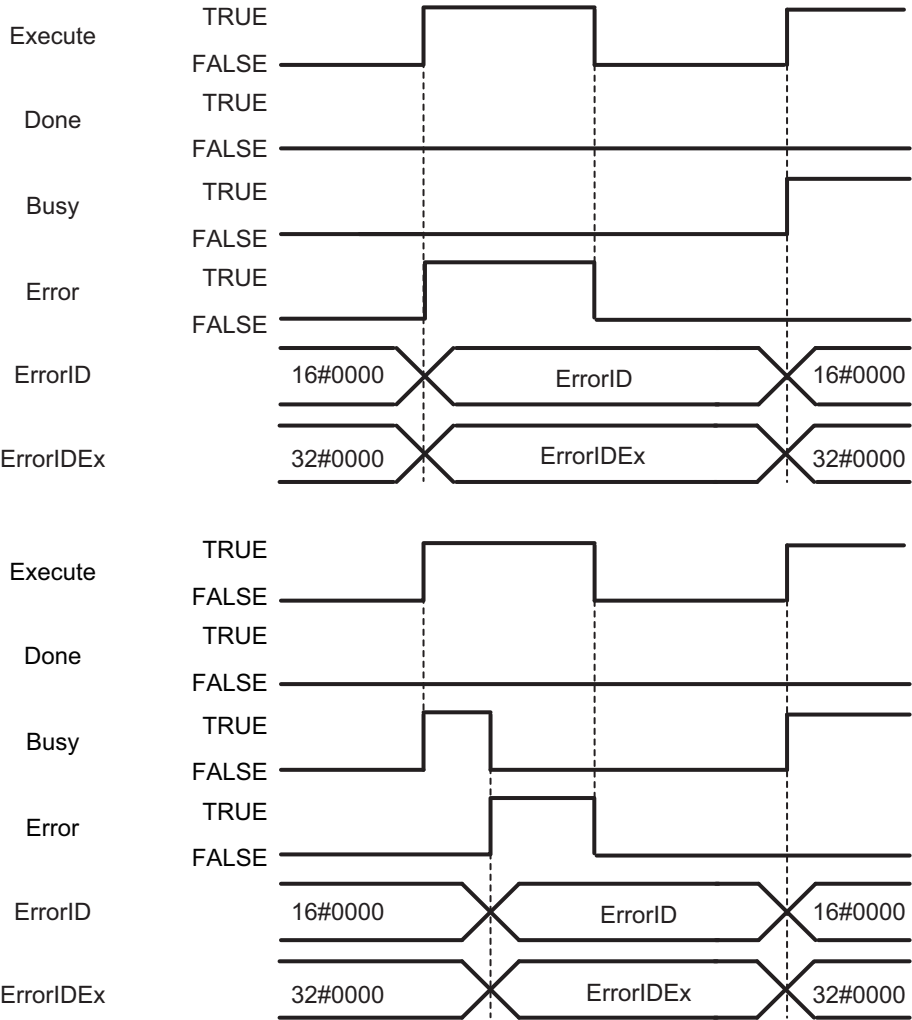 Execute
TRUE
FALSE
Done
TRUE
FALSE
Busy
TRUE
FALSE
Error
TRUE
FALSE
ErrorID
16#0000
ErrorID
16#0000
ErrorIDEx
32#0000
ErrorIDEx
32#0000
Execute
TRUE
FALSE
Done
TRUE
FALSE
Busy
TRUE
FALSE
Error
TRUE
FALSE
ErrorID
16#0000
ErrorID
16#0000
ErrorIDEx
32#0000
ErrorIDEx
32#0000